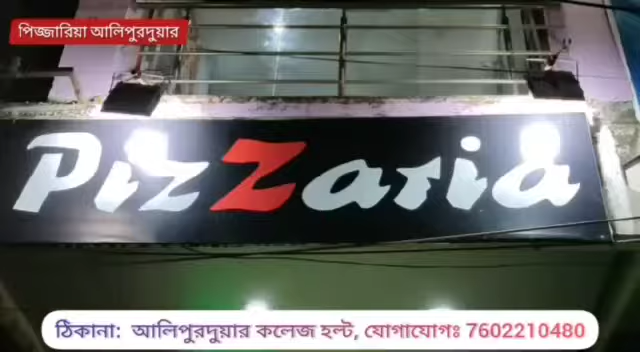 পিজ্জারিয়া আলিপুরদুয়ার
PizZaria
ঠিকানা: আলিপুরদুয়ার কলেজ হল্ট, যোগাযোগঃ 7602210480